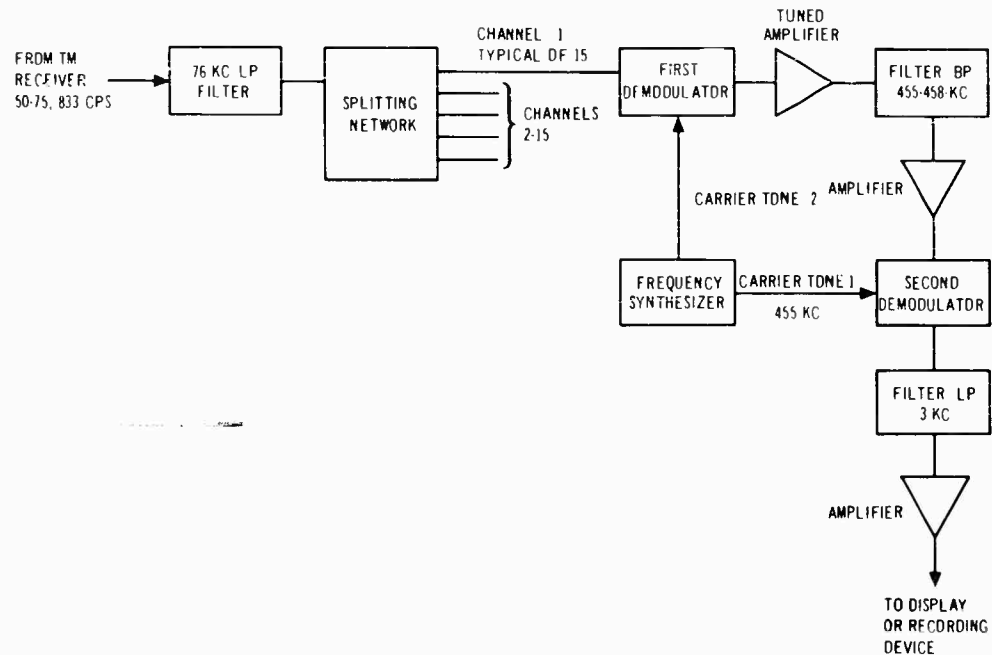 FROM TM
RECEIVER
50-75, 833 CPS
76 KC LP
FILTER
SPLITTING
NETWORK
CHANNEL 1
TYPICAL OF 15
CHANNELS
2-15
FIRST
DEMODULATOR
TUNED
AMPLIFIER
FILTER BP
455-458-KC
AMPLIFIER
CARRIER TONE 2
FREQUENCY
SYNTHESIZER
CARRIER TONE 1
455 KC
SECOND
DEMODULATOR
FILTER LP
3 KC
AMPLIFIER
TO DISPLAY
OR RECORDING
DEVICE